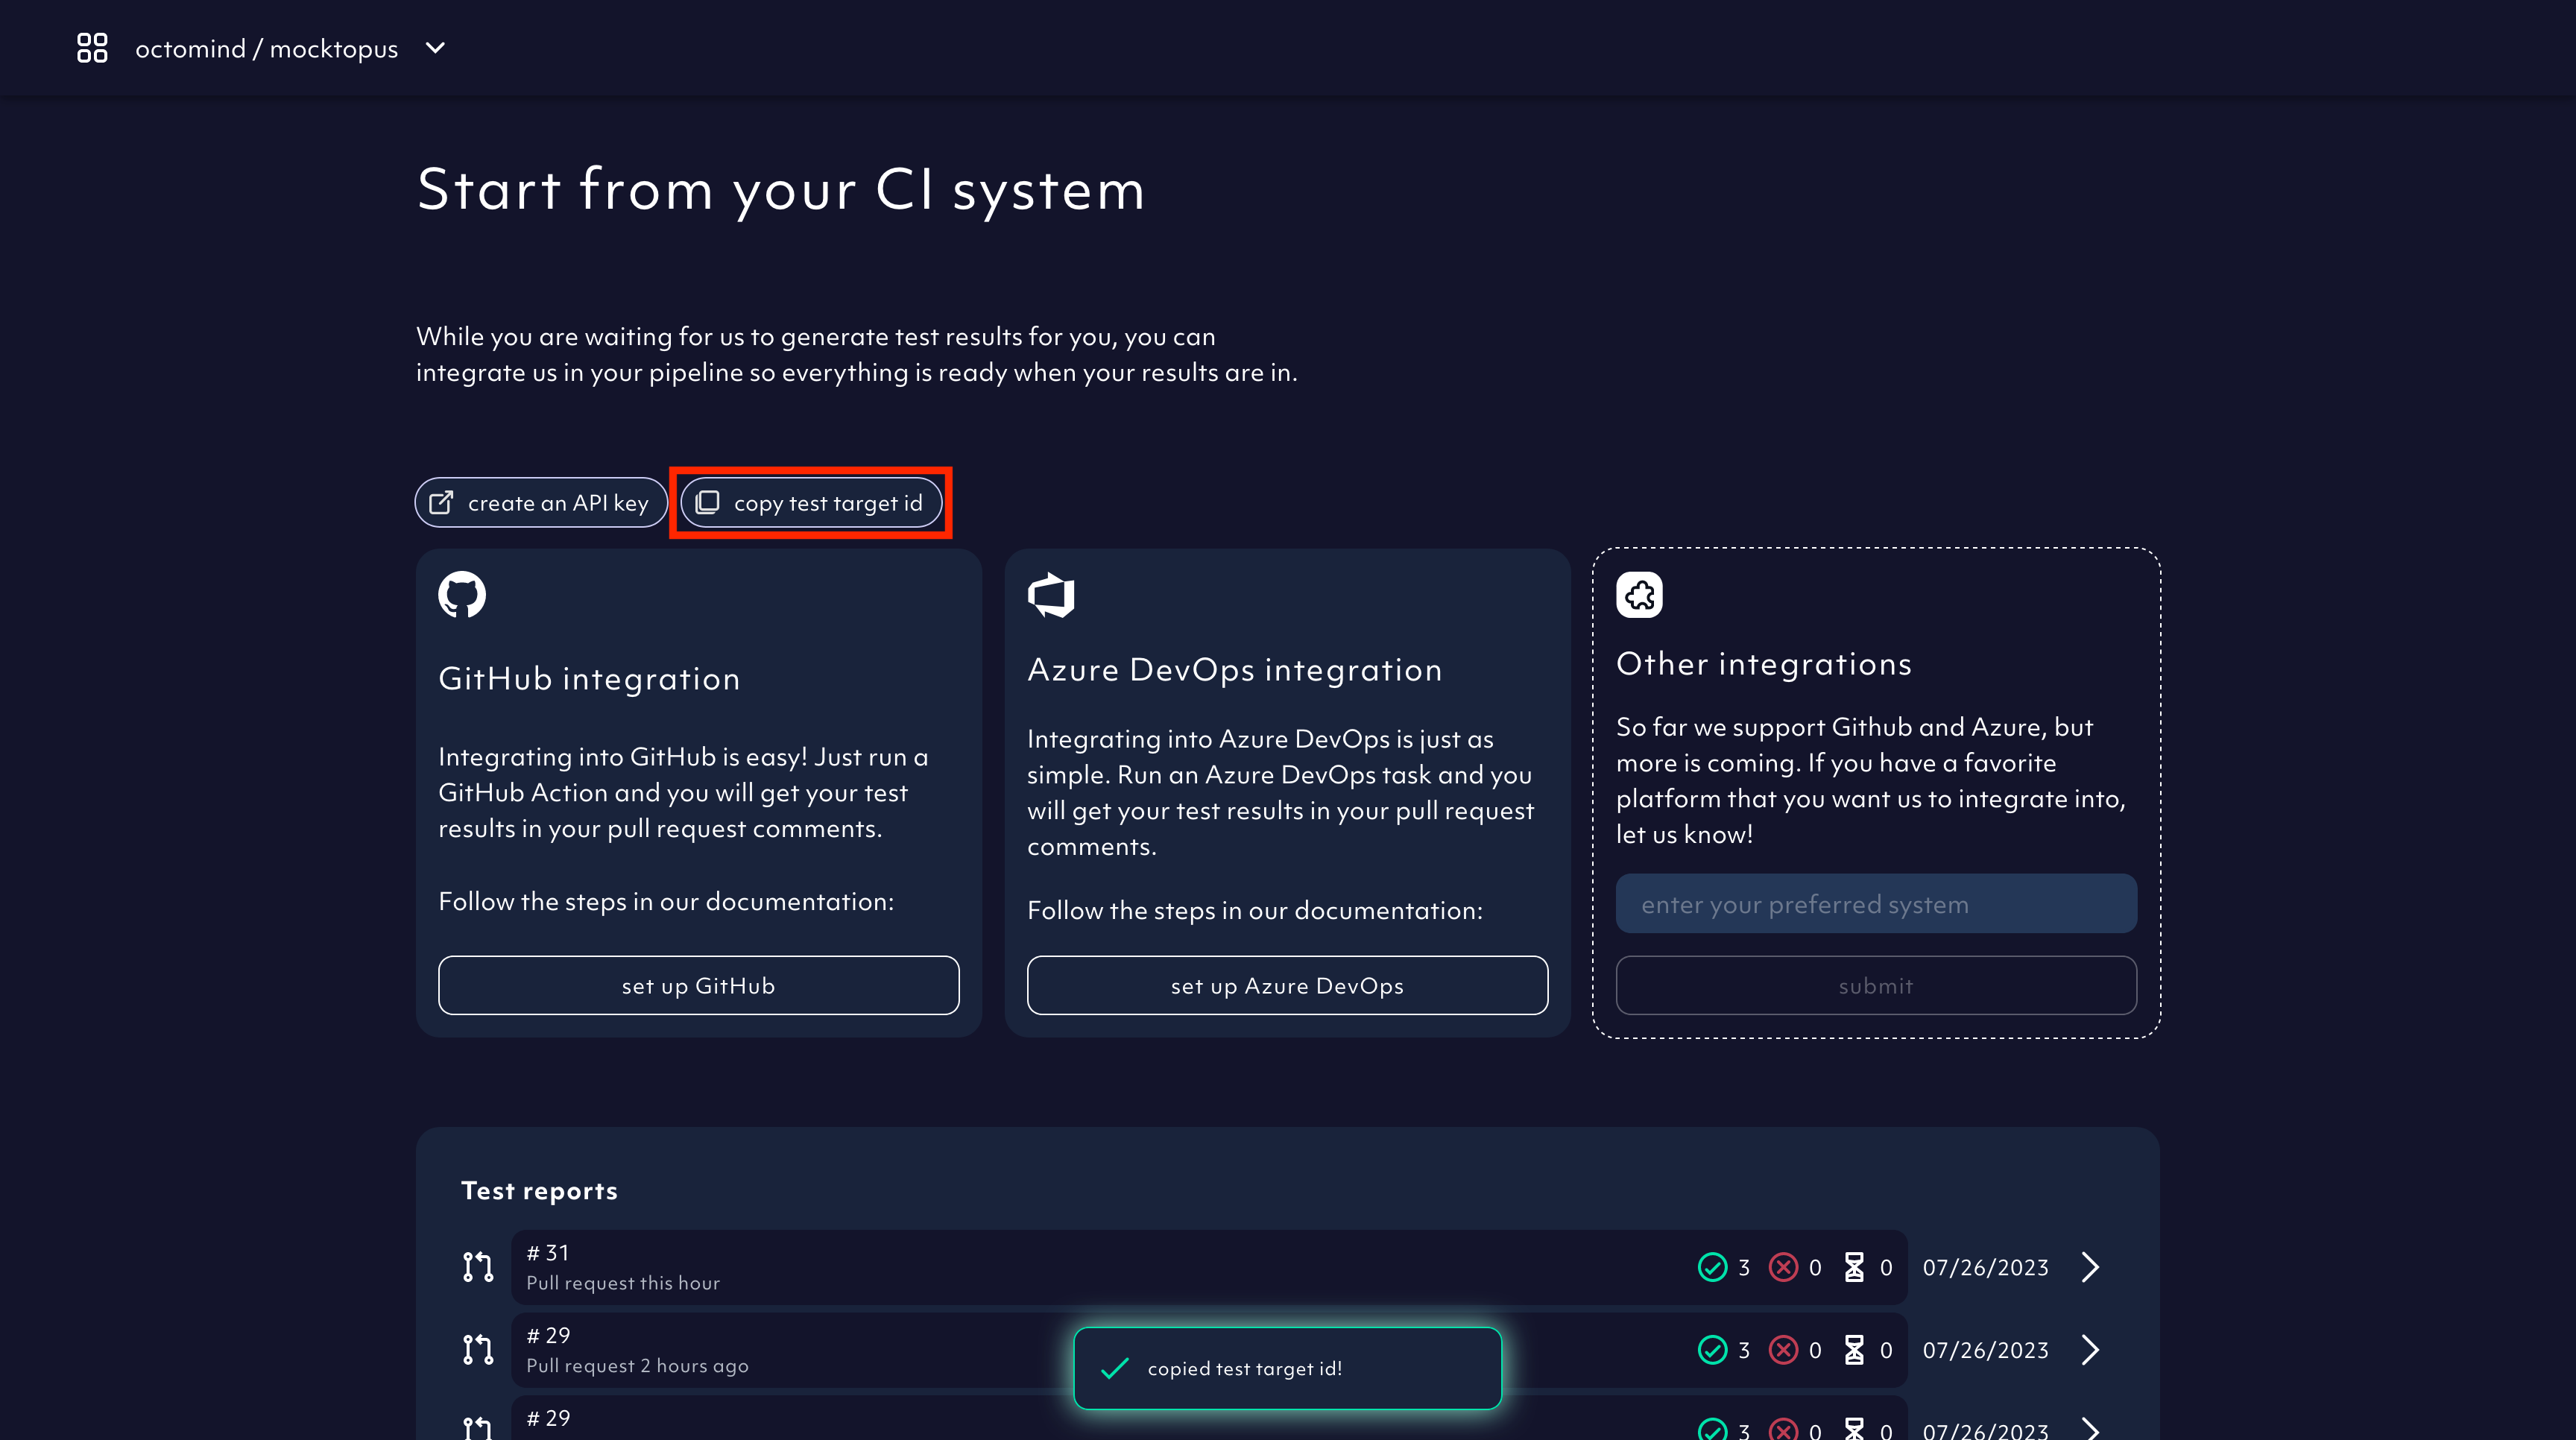 octomind / mocktopus
Start from your CI system
While you are waiting for us to generate test results for you, you can
integrate us in your pipeline so everything is ready when your results are in.
create an API key
copy test target id
GitHub integration
Integrating into GitHub is easy! Just run a
GitHub Action and you will get your test
results in your pull request comments.
Follow the steps in our documentation:
set up GitHub
Azure DevOps integration
Integrating into Azure DevOps is just as
simple. Run an Azure DevOps task and you
will get your test results in your pull request
comments.
Follow the steps in our documentation:
set up Azure DevOps
Other integrations
So far we support Github and Azure, but
more is coming. If you have a favorite
platform that you want us to integrate into,
let us know!
enter your preferred system
submit
Test reports
# 31
Pull request this hour
3 0 0 07/26/2023
# 29
Pull request 2 hours ago
3 0 0 07/26/2023
copied test target id!
# 29
3 0 0 07/26/2023